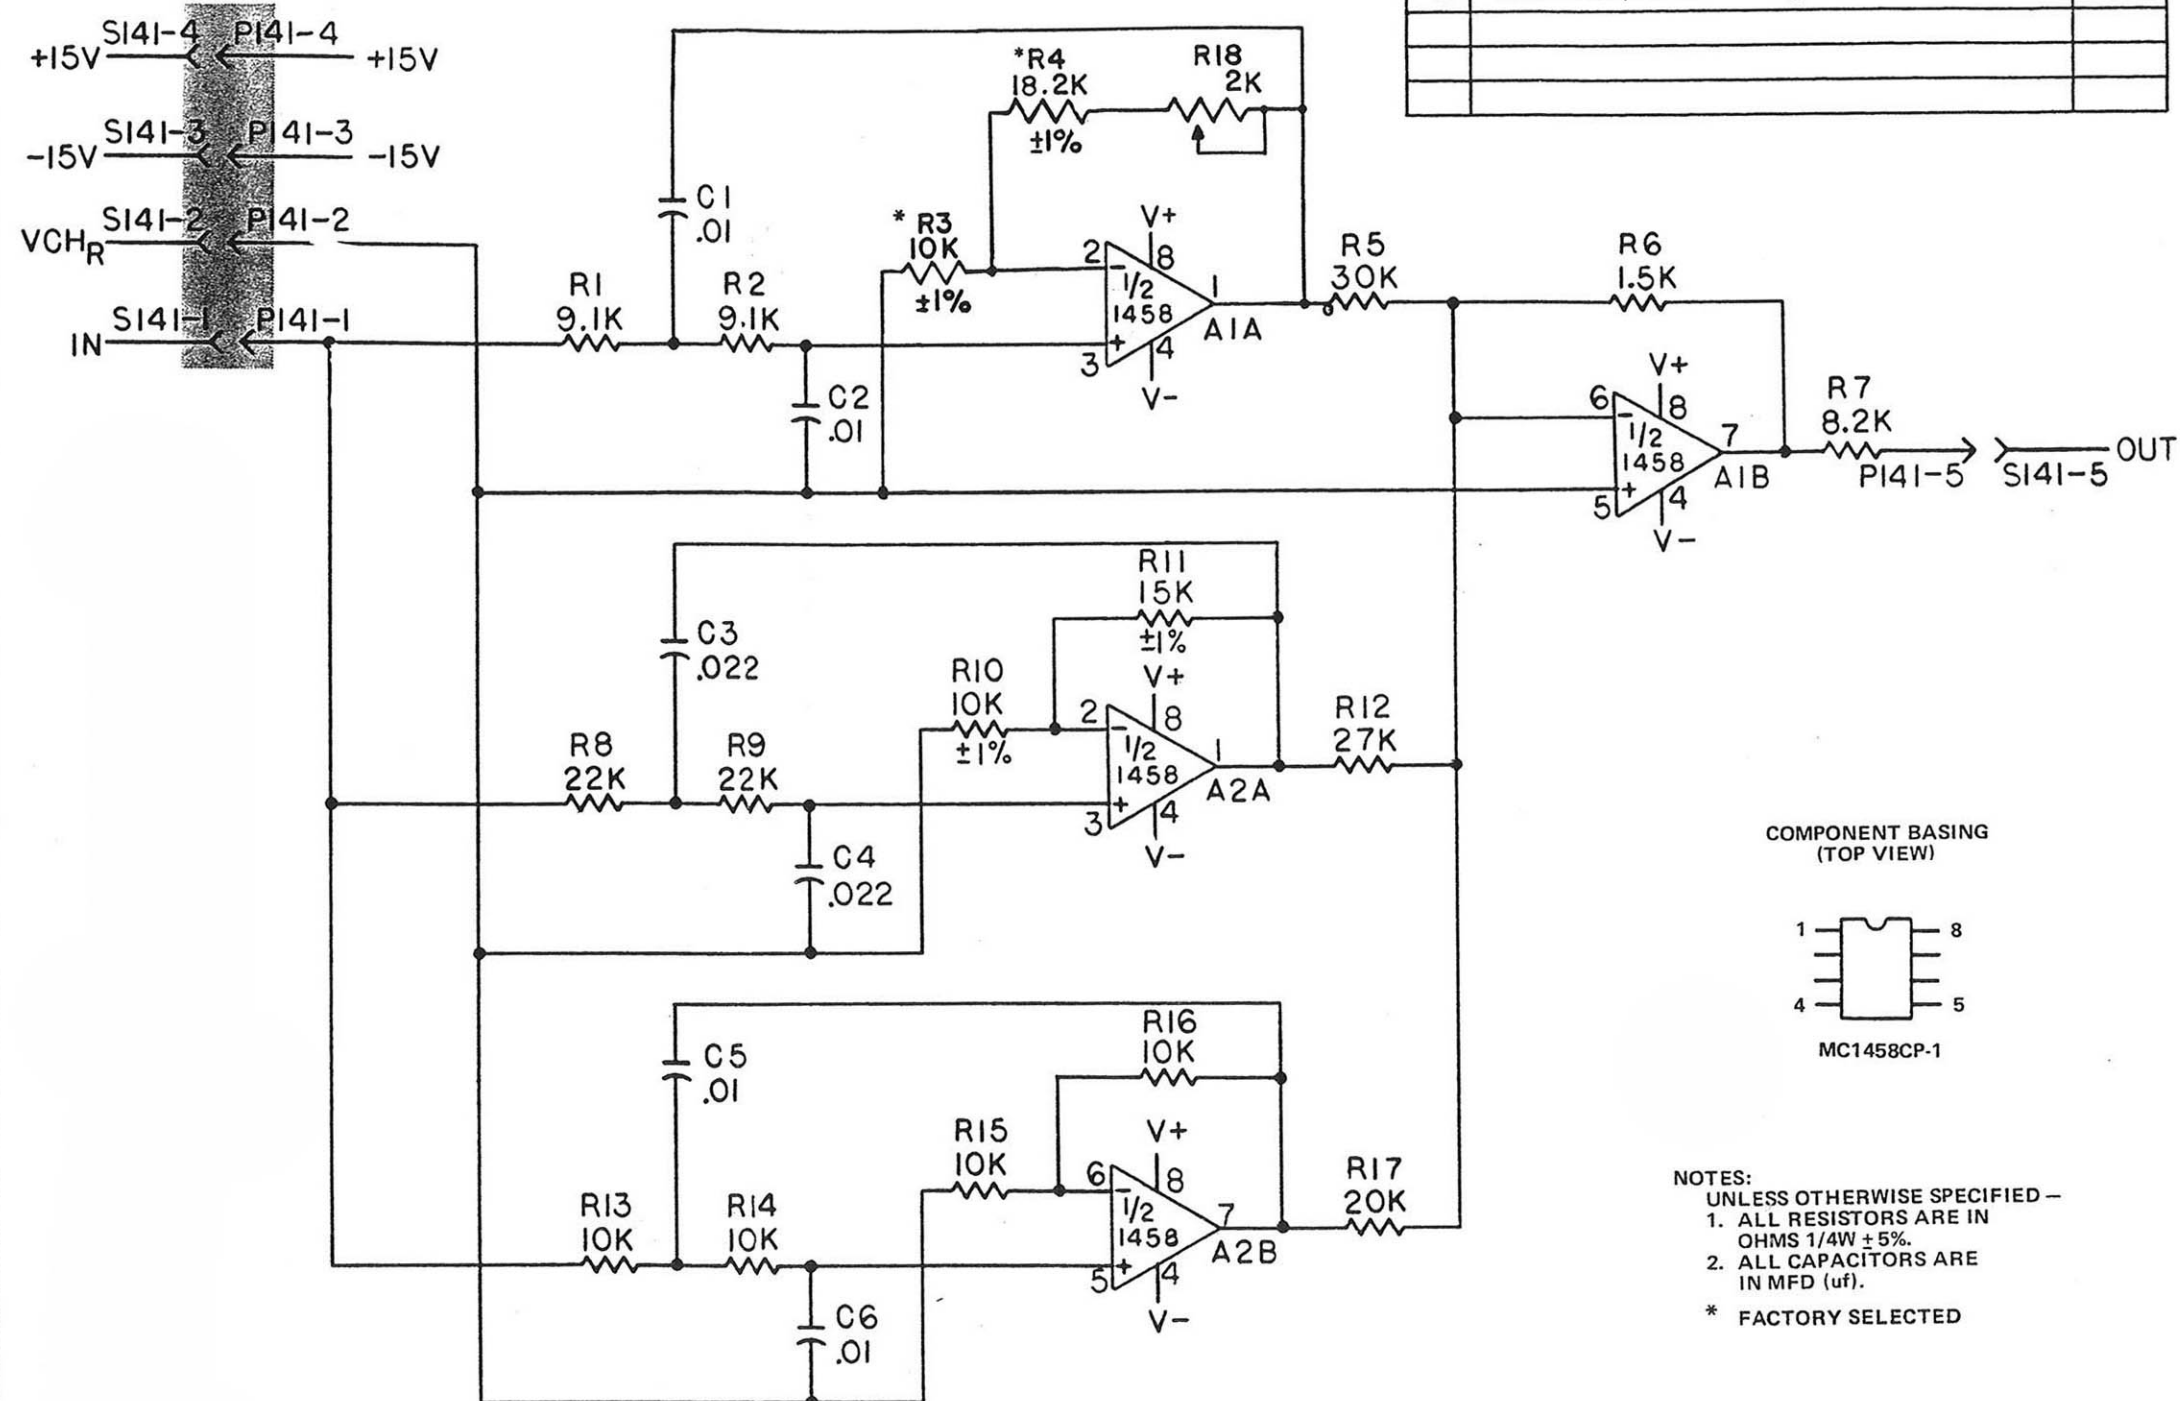 S141-4 P141-4
+15V +15V
S141-3 P141-3
-15V -15V
S141-2 P141-2
VCHR
S141-1 P141-1
IN
*R4
18.2K
±1%
R18
2K
C1
.01
* R3
10K
±1%
R1
9.1K
R2
9.1K
C2
.01
2
-
V+
8
1/2
1458
1
A1A
+
3
4
V-
R5
30K
R6
1.5K
6
-
V+
8
1/2
1458
7
A1B
+
5
4
V-
R7
8.2K
P141-5
S141-5
OUT
C3
.022
R11
15K
±1%
R10
10K
±1%
R8
22K
R9
22K
C4
.022
2
-
V+
8
1/2
1458
1
A2A
+
3
4
V-
R12
27K
C5
.01
R16
10K
R15
10K
R13
10K
R14
10K
C6
.01
6
-
V+
8
1/2
1458
7
A2B
+
5
4
V-
R17
20K
COMPONENT BASING
(TOP VIEW)
1 8
4 5
MC1458CP-1
NOTES:
UNLESS OTHERWISE SPECIFIED —
1. ALL RESISTORS ARE IN
OHMS 1/4W ± 5%.
2. ALL CAPACITORS ARE
IN MFD (uf).
* FACTORY SELECTED